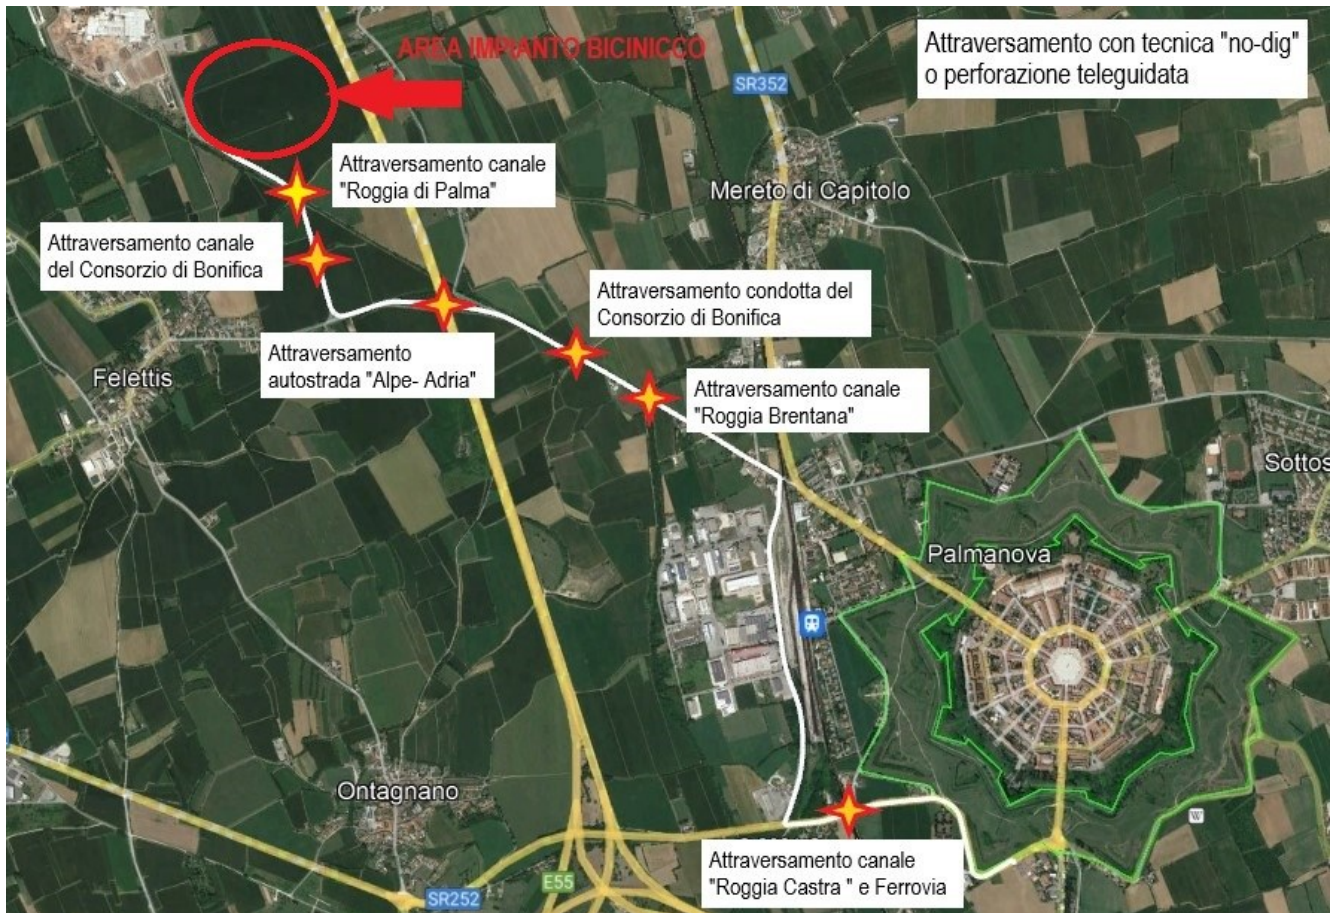 AREA IMPIANTO BICINICCO
Attraversamento con tecnica "no-dig"
o perforazione teleguidata
SR352
Attraversamento canale
"Roggia di Palma"
Mereto di Capitolo
Attraversamento canale
del Consorzio di Bonifica
Attraversamento condotta del
Consorzio di Bonifica
Attraversamento
autostrada "Alpe- Adria"
Felettis
Attraversamento canale
"Roggia Brentana"
Sottos
Palmanova
Ontagnano
W
Attraversamento canale
"Roggia Castra " e Ferrovia
E55
SR252